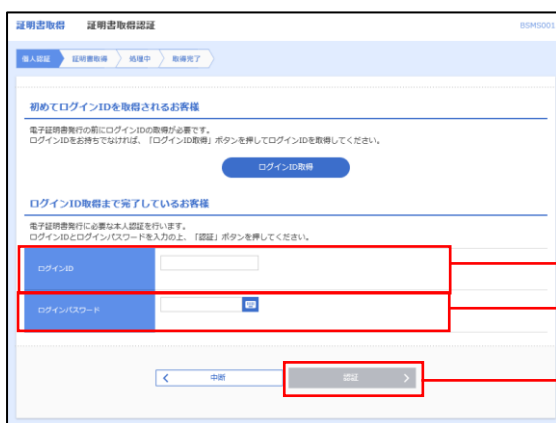 証明書取得 証明書取得認証
BSMS001
個人認証 証明書取得 処理中 取得完了
初めてログインIDを取得されるお客様
電子証明書発行の前にログインIDの取得が必要です。
ログインIDをお持ちでなければ、「ログインID取得」ボタンを押してログインIDを取得してください。
ログインID取得
ログインID取得まで完了しているお客様
電子証明書発行に必要な本人認証を行います。
ログインIDとログインパスワードを入力の上、「認証」ボタンを押してください。
ログインID
ログインパスワード
中断 認証